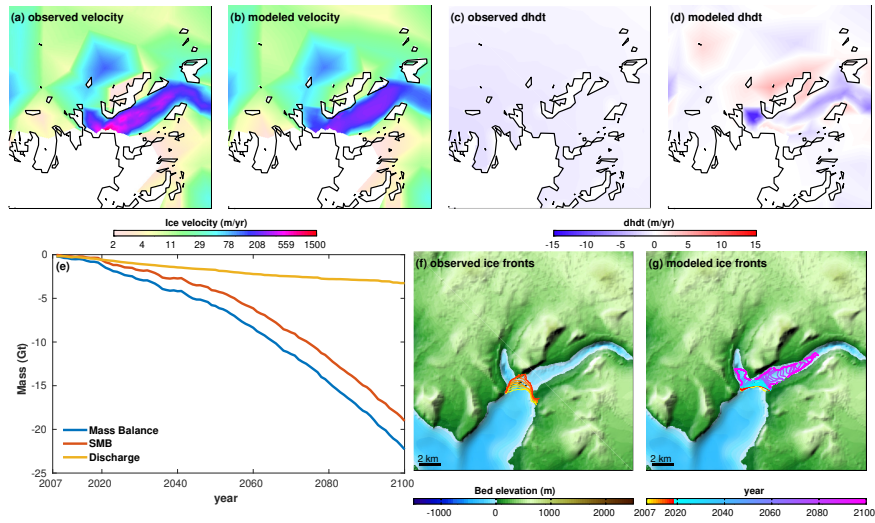 (a) observed velocity
(b) modeled velocity
(c) observed dhdt
(d) modeled dhdt
Ice velocity (m/yr)
2 4 11 29 78 208 559 1500
dhdt (m/yr)
-15 -10 -5 0 5 10 15
(e)
0
-5
-10
-15
-20
-25
Mass (Gt)
Mass Balance
SMB
Discharge
2007 2020 2040 2060 2080 2100
year
(f) observed ice fronts
2 km
(g) modeled ice fronts
2 km
Bed elevation (m)
-1000 0 1000 2000
year
2007 2020 2040 2060 2080 2100